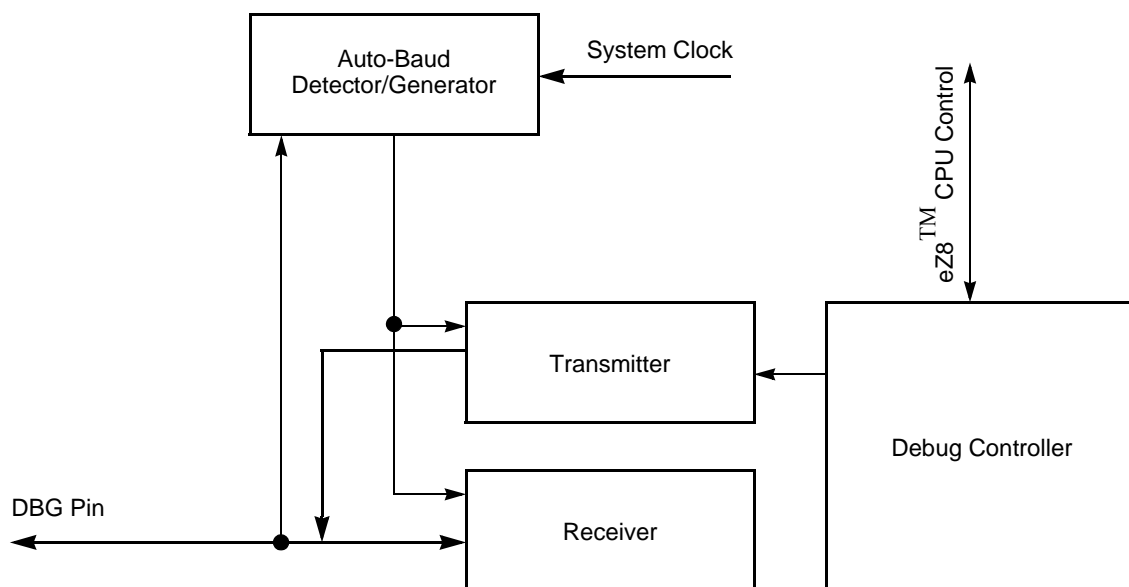 Auto-Baud
Detector/Generator
System Clock
eZ8™ CPU Control
Transmitter
Debug Controller
DBG Pin
Receiver